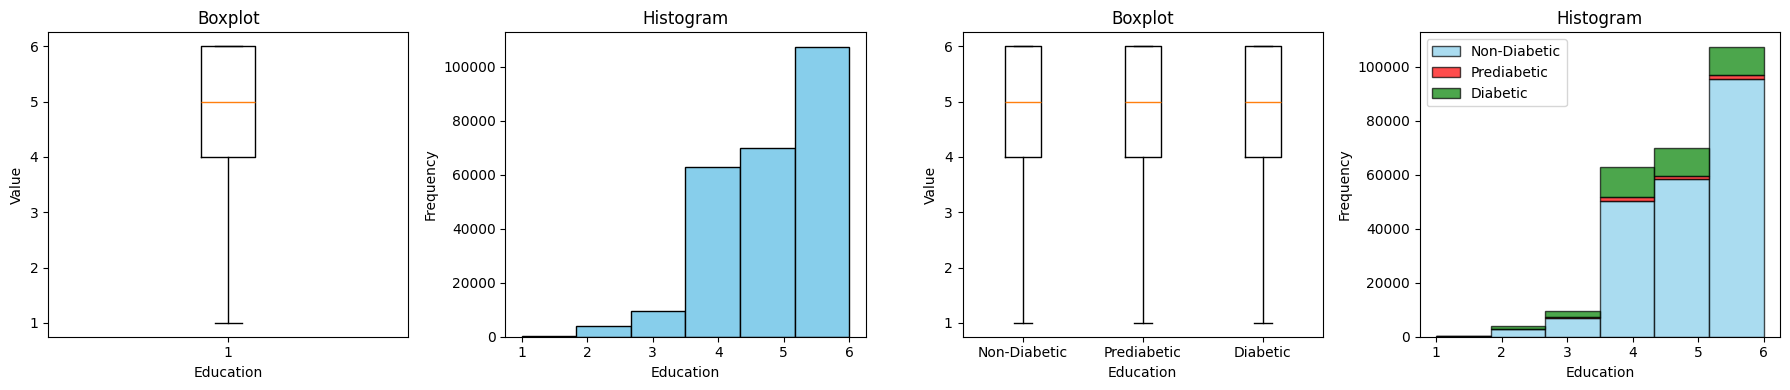 Boxplot
Value
6
5
4
3
2
1
1
Education
Histogram
Frequency
100000
80000
60000
40000
20000
0
1 2 3 4 5 6
Education
Boxplot
Value
6
5
4
3
2
1
Non-Diabetic Prediabetic Diabetic
Education
Histogram
Frequency
100000
80000
60000
40000
20000
0
Non-Diabetic
Prediabetic
Diabetic
1 2 3 4 5 6
Education